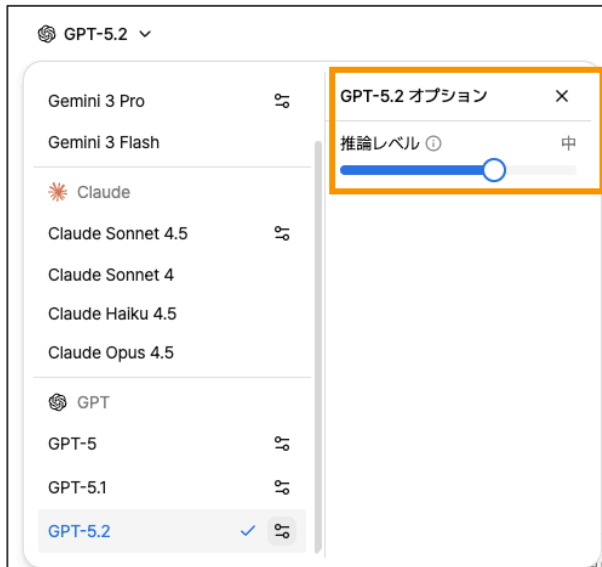 GPT-5.2
Gemini 3 Pro
Gemini 3 Flash
Claude
Claude Sonnet 4.5
Claude Sonnet 4
Claude Haiku 4.5
Claude Opus 4.5
GPT
GPT-5
GPT-5.1
GPT-5.2
GPT-5.2 オプション
推論レベル
中